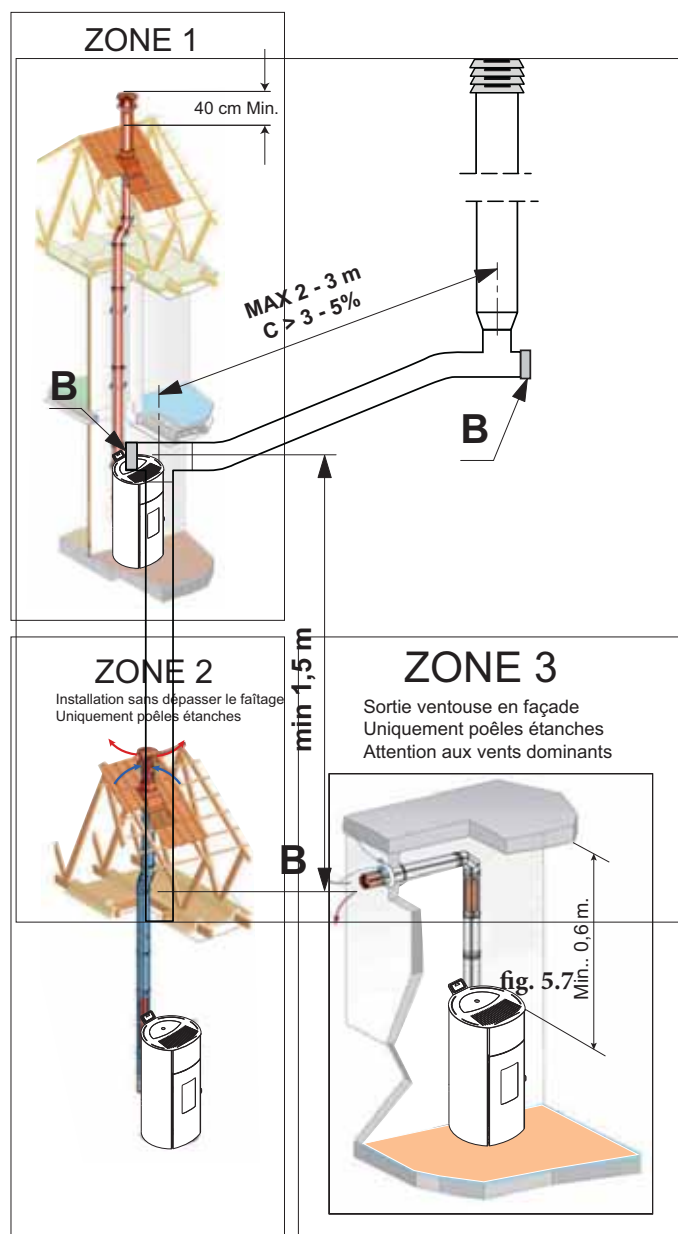 ZONE 1
40 cm Min.
MAX 2 - 3 m
C > 3 - 5%
B
B
min 1,5 m
ZONE 2
Installation sans dépasser le faîtage
Uniquement poêles étanches
B
ZONE 3
Sortie ventouse en façade
Uniquement poêles étanches
Attention aux vents dominants
fig. 5.7
Min.. 0,6 m.